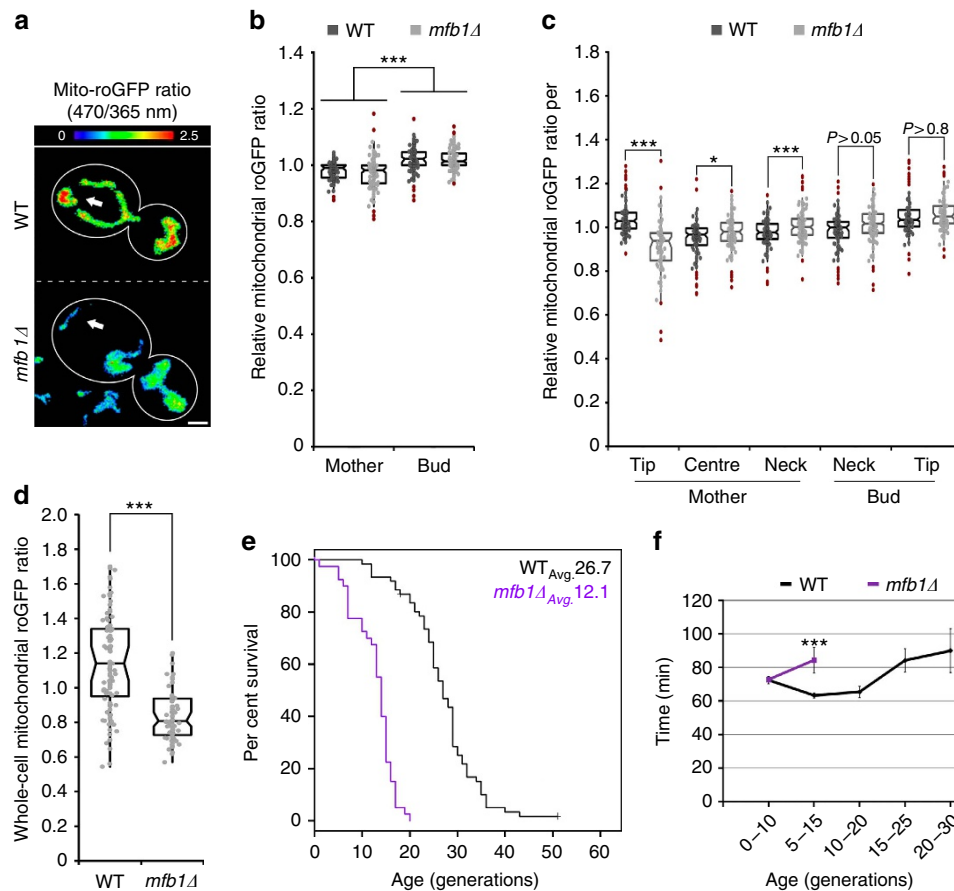 a
Mito-roGFP ratio
(470/365 nm)
0 2.5
WT
mfb1Δ
b
WT mfb1Δ
Relative mitochondrial roGFP ratio
1.4
1.2
1.0
0.8
0.6
0.4
0.2
0
***
Mother Bud
c
WT mfb1Δ
Relative mitochondrial roGFP ratio per
1.8
1.6
1.4
1.2
1.0
0.8
0.6
0.4
0.2
0
*** * *** P > 0.05 P > 0.8
Tip Centre Neck Neck Tip
Mother Bud
d
Whole-cell mitochondrial roGFP ratio
2.0
1.8
1.6
1.4
1.2
1.0
0.8
0.6
0.4
0.2
0
***
WT mfb1Δ
e
Per cent survival
100
80
60
40
20
0
WT Avg. 26.7
mfb1Δ Avg. 12.1
0 10 20 30 40 50 60
Age (generations)
f
WT mfb1Δ
Time (min)
120
100
80
60
40
20
0
***
0–10 5–15 10–20 15–25 20–30
Age (generations)